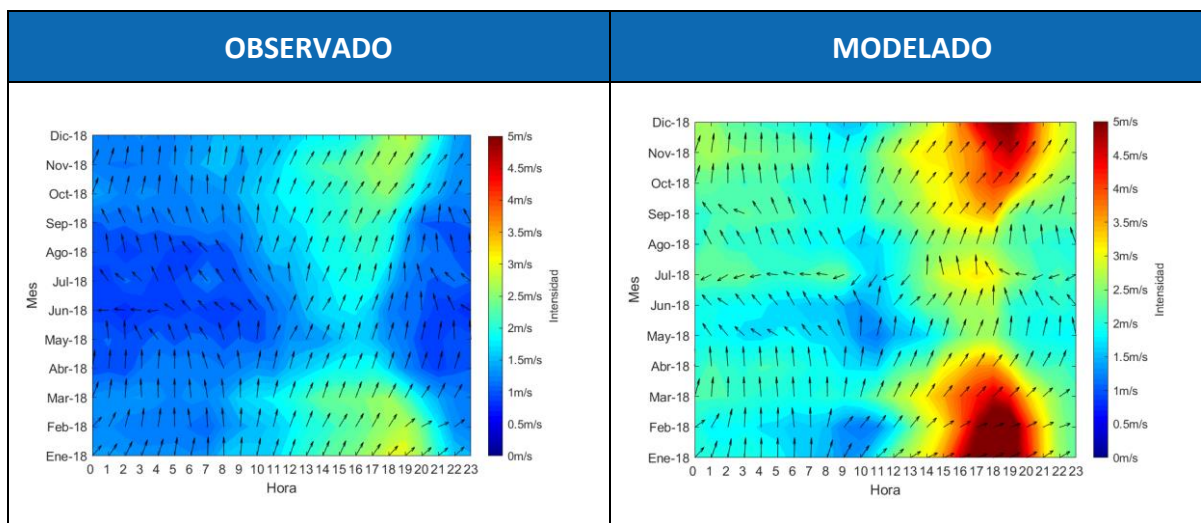 OBSERVADO
MODELADO
Dic-18
Nov-18
Oct-18
Sep-18
Ago-18
Jul-18
Jun-18
May-18
Abr-18
Mar-18
Feb-18
Ene-18
Mes
0 1 2 3 4 5 6 7 8 9 10 11 12 13 14 15 16 17 18 19 20 21 22 23
Hora
5m/s
4.5m/s
4m/s
3.5m/s
3m/s
2.5m/s
2m/s
1.5m/s
1m/s
0.5m/s
0m/s
Intensidad
Dic-18
Nov-18
Oct-18
Sep-18
Ago-18
Jul-18
Jun-18
May-18
Abr-18
Mar-18
Feb-18
Ene-18
Mes
0 1 2 3 4 5 6 7 8 9 10 11 12 13 14 15 16 17 18 19 20 21 22 23
Hora
5m/s
4.5m/s
4m/s
3.5m/s
3m/s
2.5m/s
2m/s
1.5m/s
1m/s
0.5m/s
0m/s
Intensidad